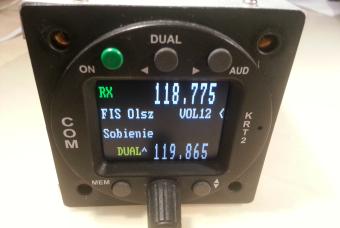 DUAL
ON ◄ ► AUD
RX 118.775
FIS Olsz VOL12 <
Sobienie
DUAL^ 119.865
COM
KRT2
MEM